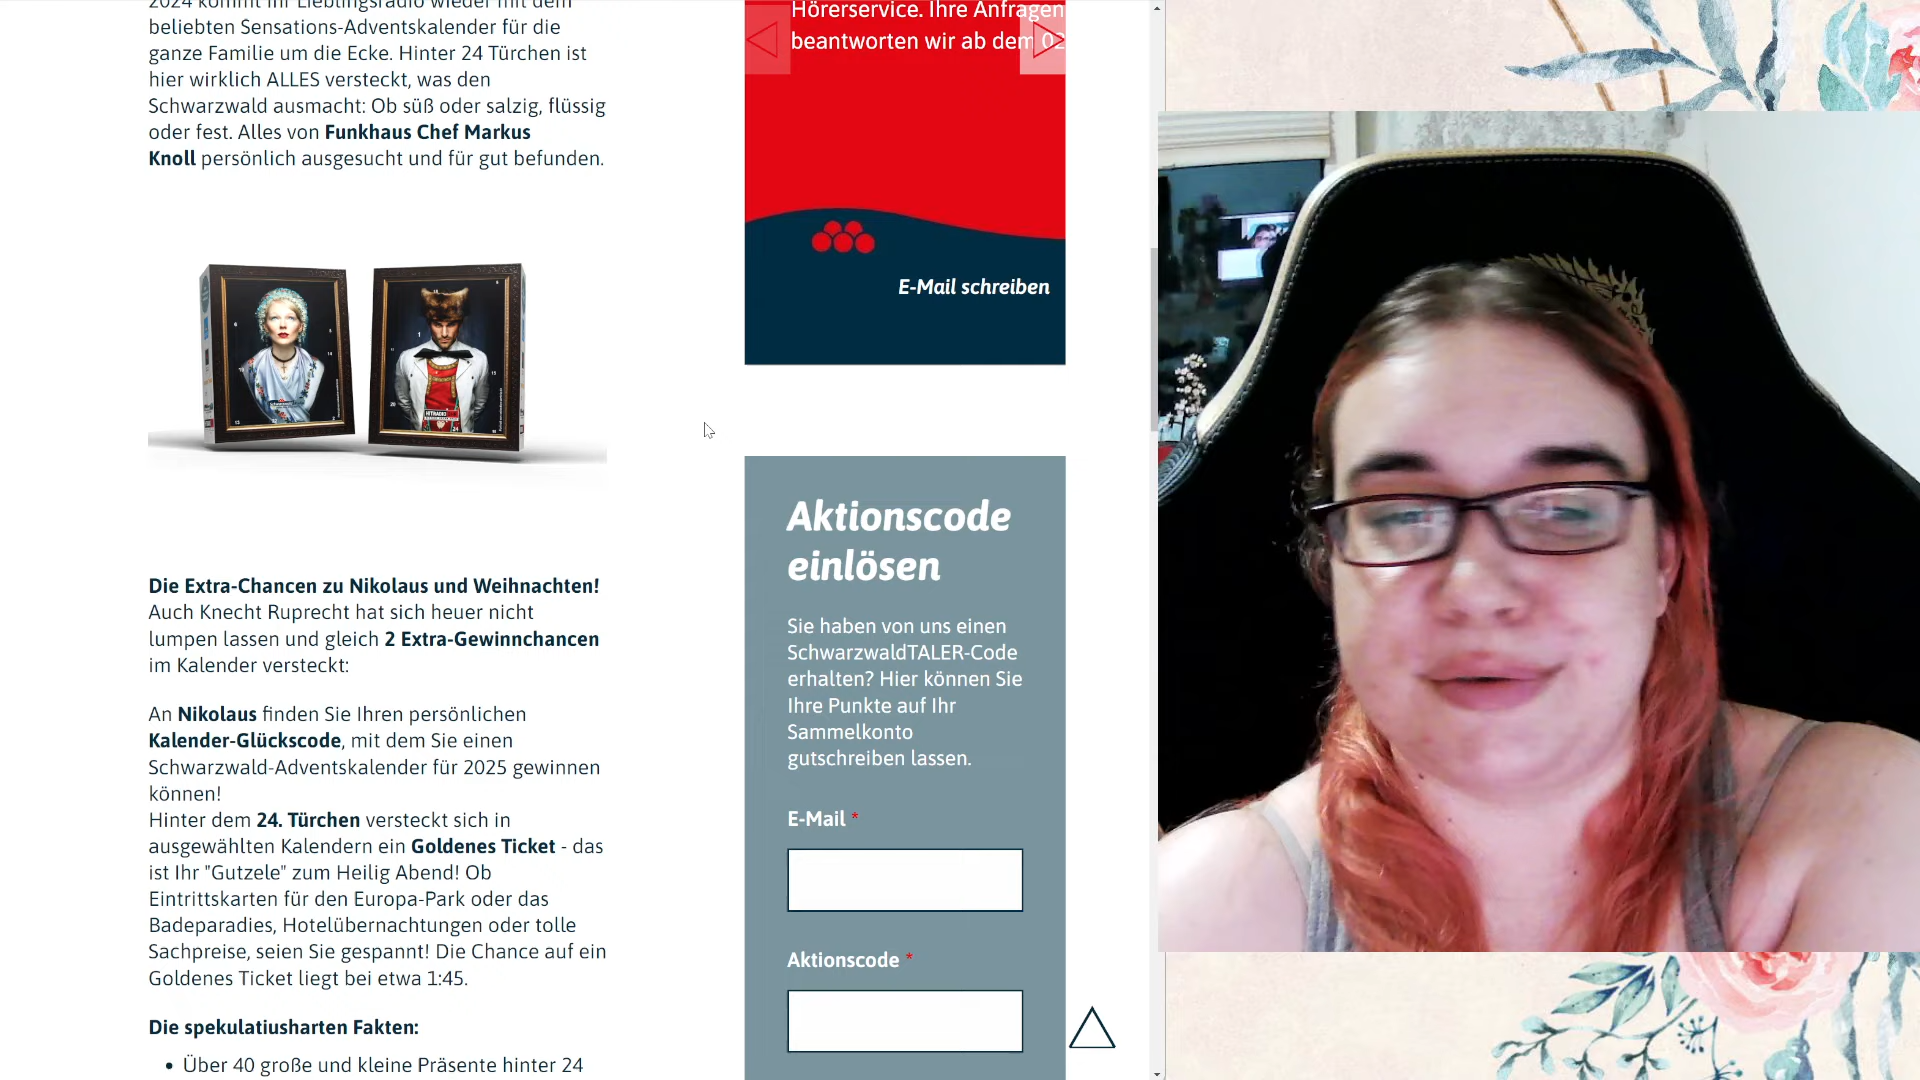 2024 kommt Ihr Lieblingsradio wieder mit dem
beliebten Sensations-Adventskalender für die
ganze Familie um die Ecke. Hinter 24 Türchen ist
hier wirklich ALLES versteckt, was den
Schwarzwald ausmacht: Ob süß oder salzig, flüssig
oder fest. Alles von Funkhaus Chef Markus
Knoll persönlich ausgesucht und für gut befunden.
Die Extra-Chancen zu Nikolaus und Weihnachten!
Auch Knecht Ruprecht hat sich heuer nicht
lumpen lassen und gleich 2 Extra-Gewinnchancen
im Kalender versteckt:
An Nikolaus finden Sie Ihren persönlichen
Kalender-Glückscode, mit dem Sie einen
Schwarzwald-Adventskalender für 2025 gewinnen
können!
Hinter dem 24. Türchen versteckt sich in
ausgewählten Kalendern ein Goldenes Ticket - das
ist Ihr "Gutzele" zum Heilig Abend! Ob
Eintrittskarten für den Europa-Park oder das
Badeparadies, Hotelübernachtungen oder tolle
Sachpreise, seien Sie gespannt! Die Chance auf ein
Goldenes Ticket liegt bei etwa 1:45.
Die spekulatiusharten Fakten:
• Über 40 große und kleine Präsente hinter 24
Hörerservice. Ihre Anfragen
beantworten wir ab dem 02
E-Mail schreiben
Aktionscode
einlösen
Sie haben von uns einen
SchwarzwaldTALER-Code
erhalten? Hier können Sie
Ihre Punkte auf Ihr
Sammelkonto
gutschreiben lassen.
E-Mail *
Aktionscode *